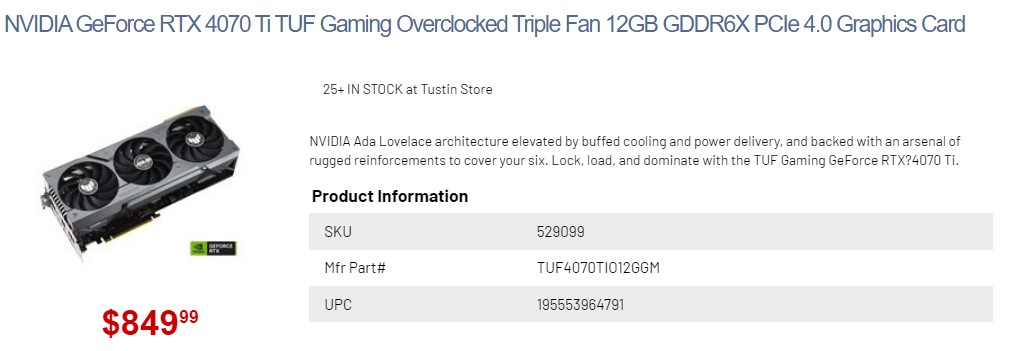 NVIDIA GeForce RTX 4070 Ti TUF Gaming Overclocked Triple Fan 12GB GDDR6X PCIe 4.0 Graphics Card
25+ IN STOCK at Tustin Store
NVIDIA Ada Lovelace architecture elevated by buffed cooling and power delivery, and backed with an arsenal of
rugged reinforcements to cover your six. Lock, load, and dominate with the TUF Gaming GeForce RTX?4070 Ti.
Product Information
SKU 529099
Mfr Part# TUF4070TIO12GGM
UPC 195553964791
GEFORCE
RTX
$849.99